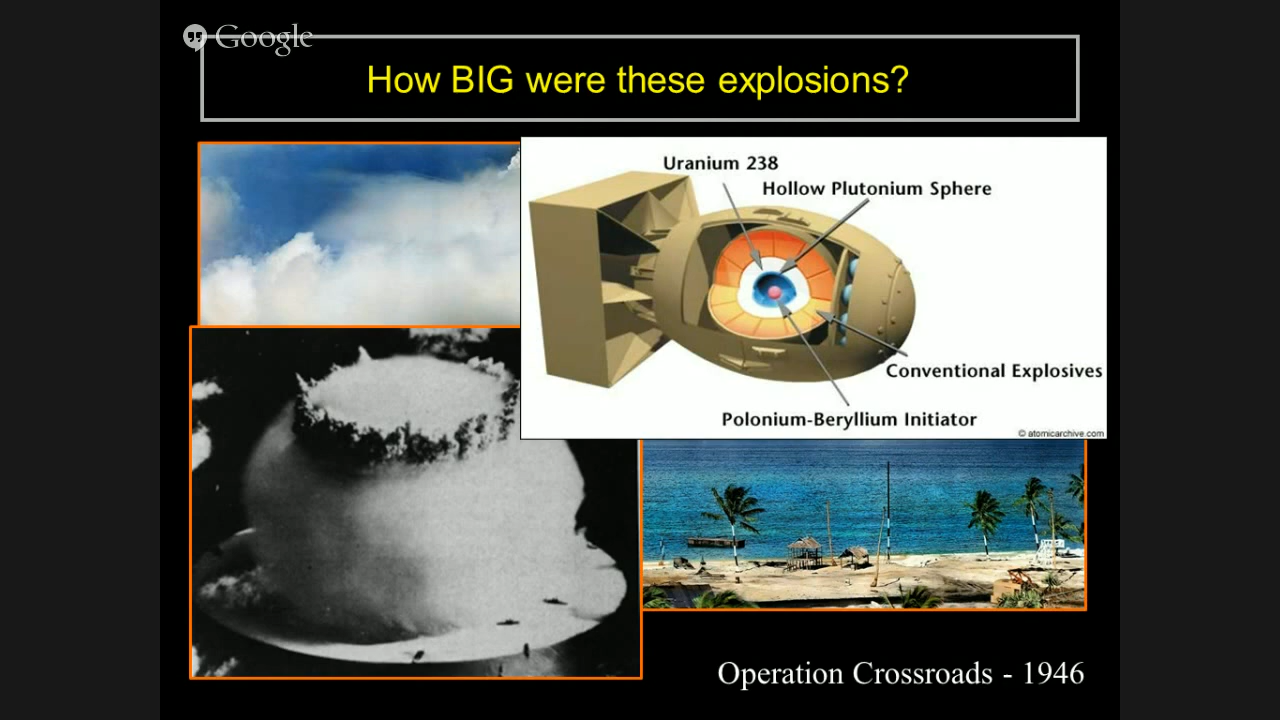 Google
How BIG were these explosions?
Uranium 238
Hollow Plutonium Sphere
Conventional Explosives
Polonium-Beryllium Initiator
© atomicarchive.com
Operation Crossroads - 1946